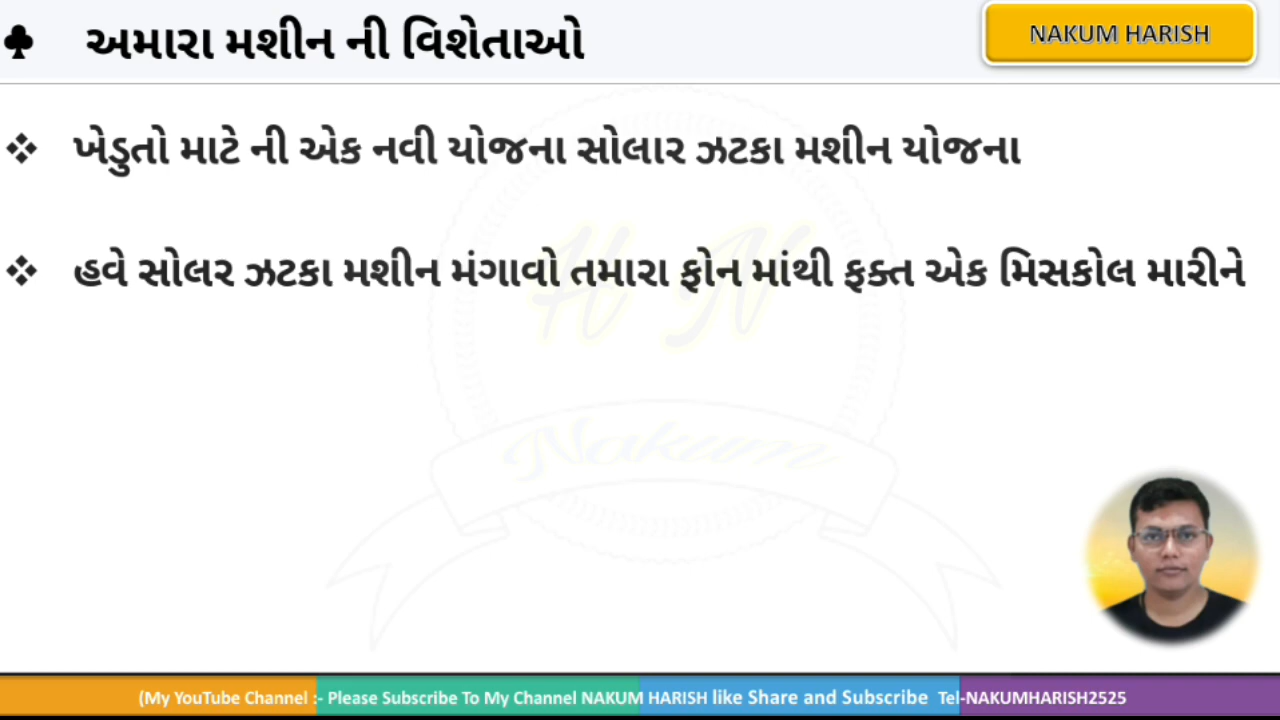 ♣ અમારા મશીન ની વિશેતાઓ
NAKUM HARISH
❖ ખેડુતો માટે ની એક નવી યોજના સોલાર ઝટકા મશીન યોજના
❖ હવે સોલર ઝટકા મશીન મંગાવો તમારા ફોન માંથી ફક્ત એક મિસકોલ મારીને
H N
Nakum
(My YouTube Channel :- Please Subscribe To My Channel NAKUM HARISH like Share and Subscribe Tel-NAKUMHARISH2525